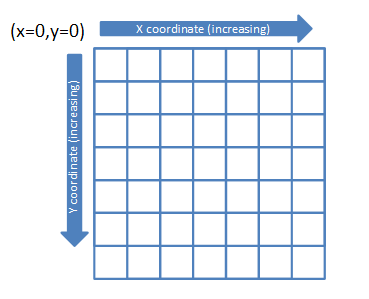 (x=0,y=0)
X coordinate (increasing)
Y coordinate (increasing)